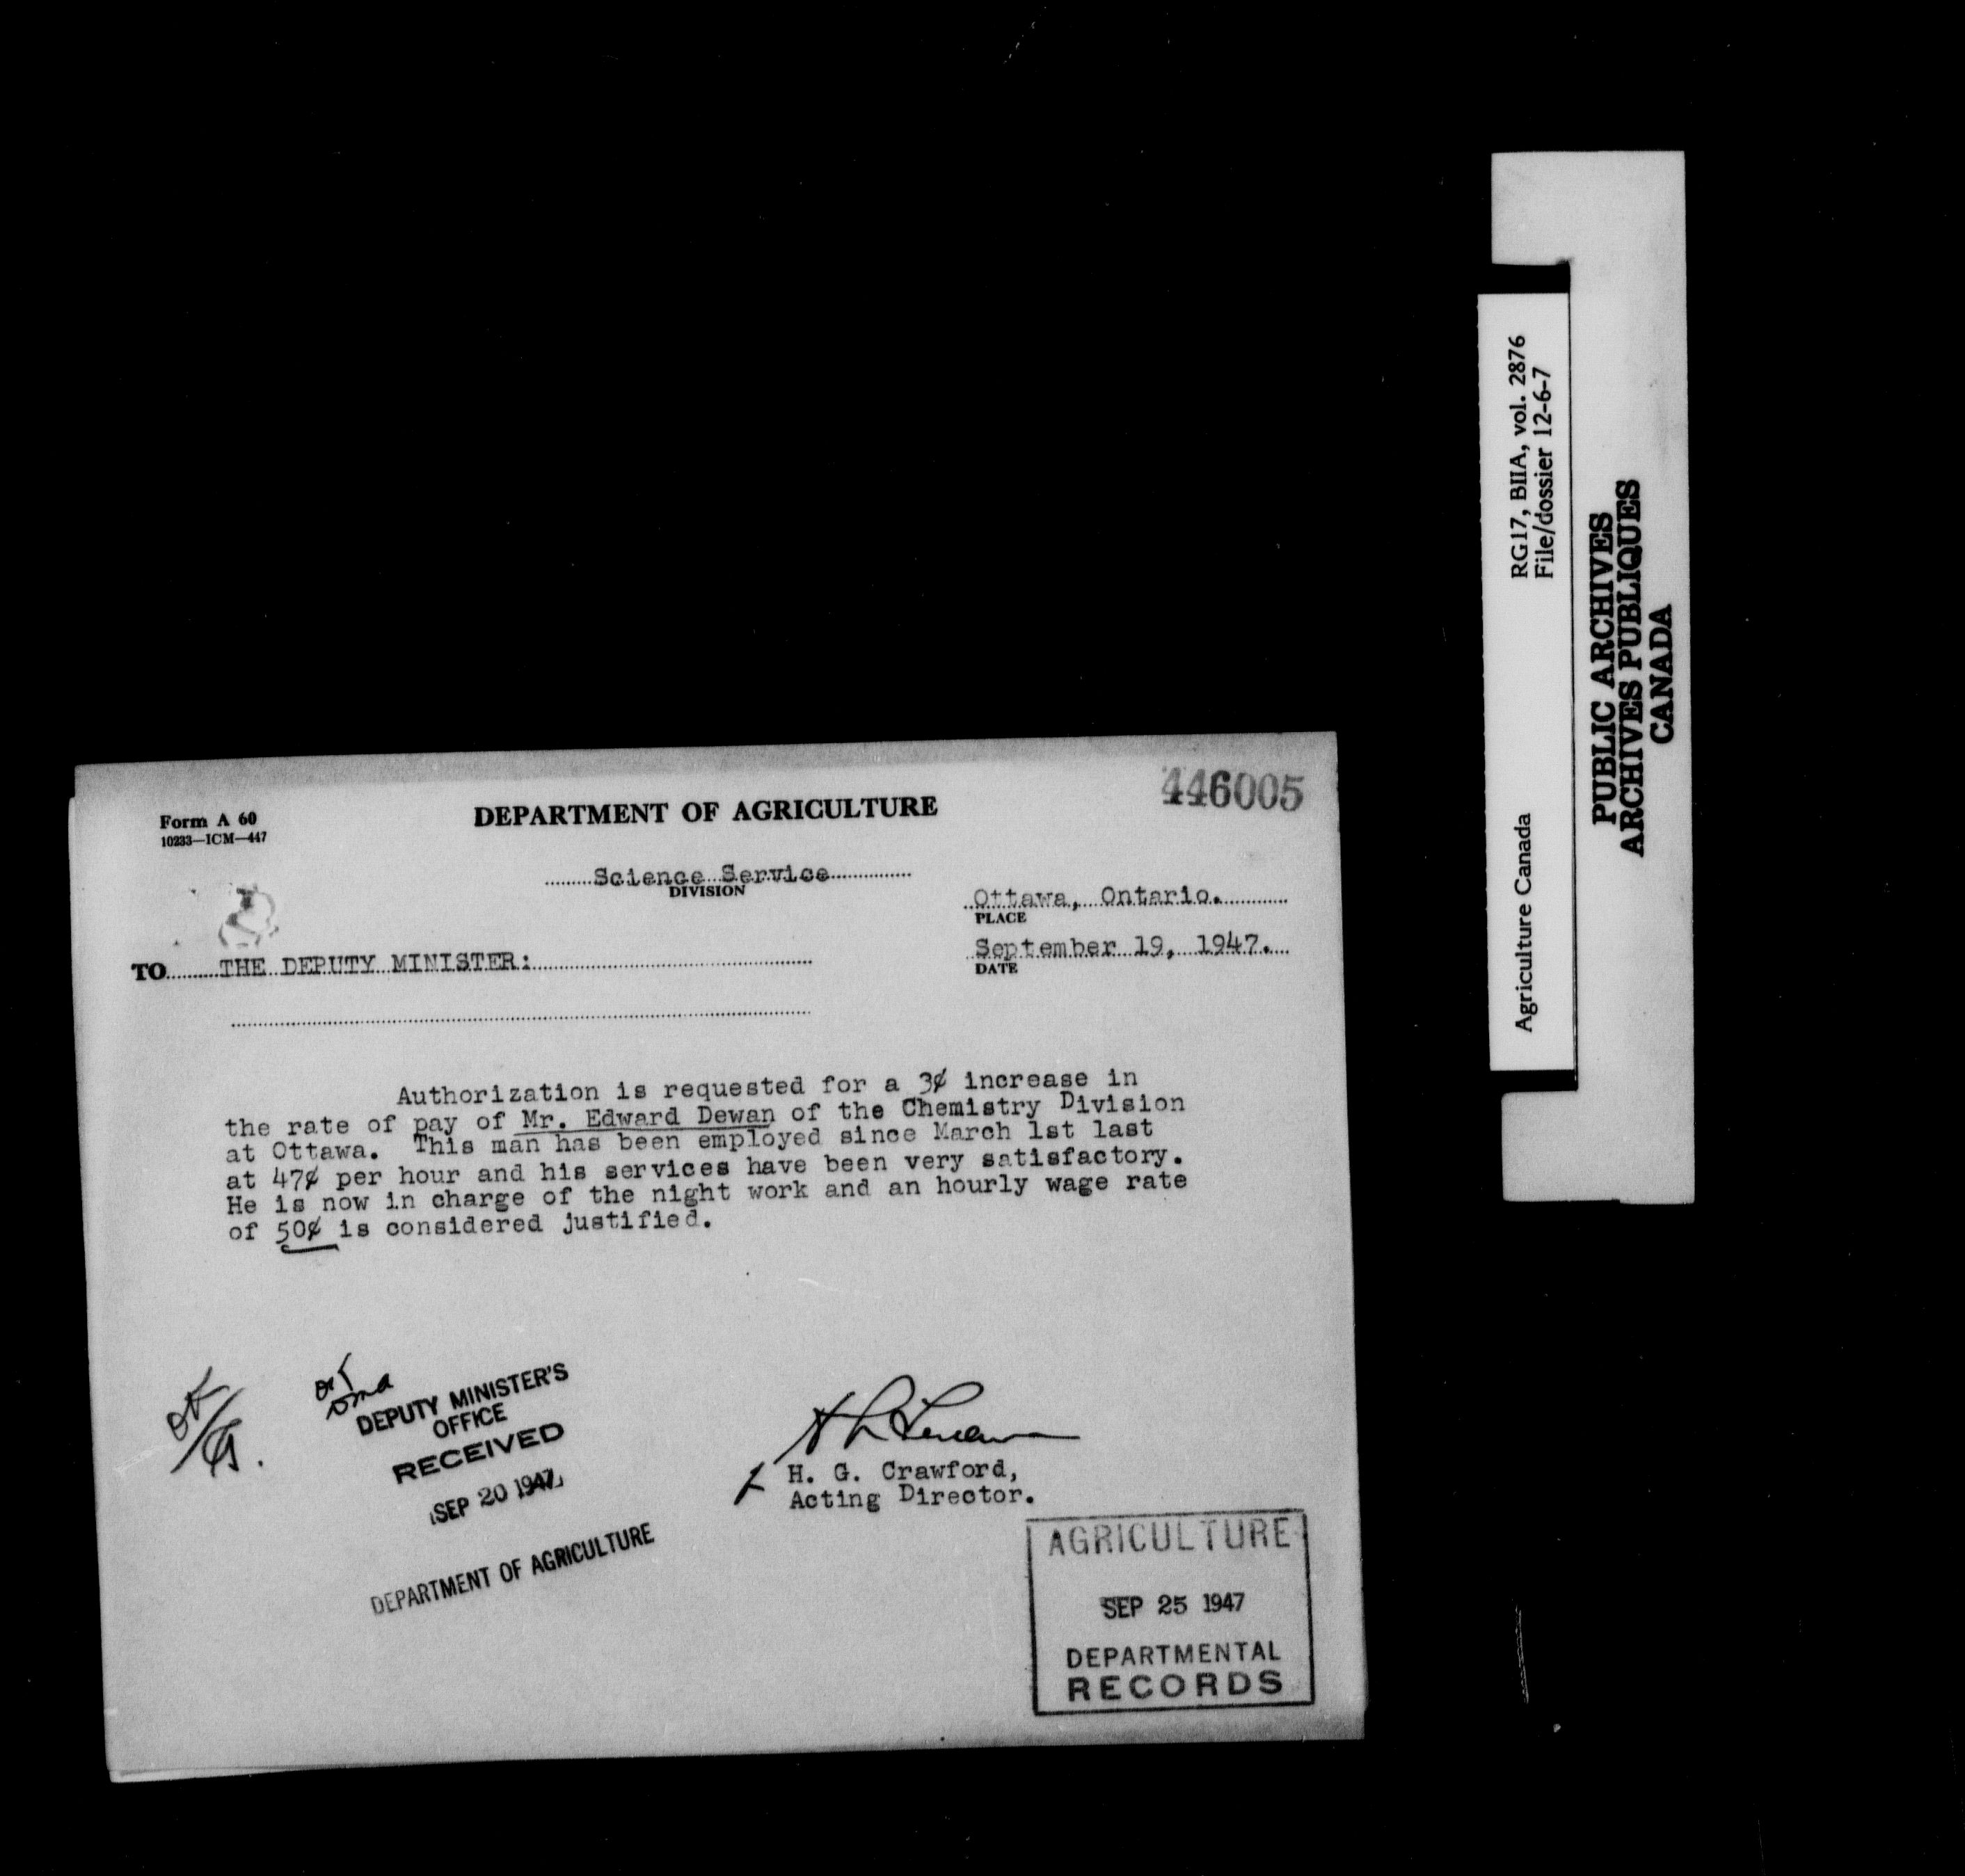 Form A 60
10233—ICM—447
DEPARTMENT OF AGRICULTURE
446005
Science Service
DIVISION
Ottawa, Ontario.
PLACE
September 19, 1947.
DATE
TO THE DEPUTY MINISTER:
Authorization is requested for a 3¢ increase in
the rate of pay of Mr. Edward Dewan of the Chemistry Division
at Ottawa. This man has been employed since March 1st last
at 47¢ per hour and his services have been very satisfactory.
He is now in charge of the night work and an hourly wage rate
of 50¢ is considered justified.
OK
DEPUTY MINISTER'S
OFFICE
RECEIVED
SEP 20 1947
DEPARTMENT OF AGRICULTURE
H. G. Crawford,
Acting Director.
AGRICULTURE
SEP 25 1947
DEPARTMENTAL
RECORDS
RG17, BIIA, vol. 2876
File/dossier 12-6-7
Agriculture Canada
PUBLIC ARCHIVES
ARCHIVES PUBLIQUES
CANADA